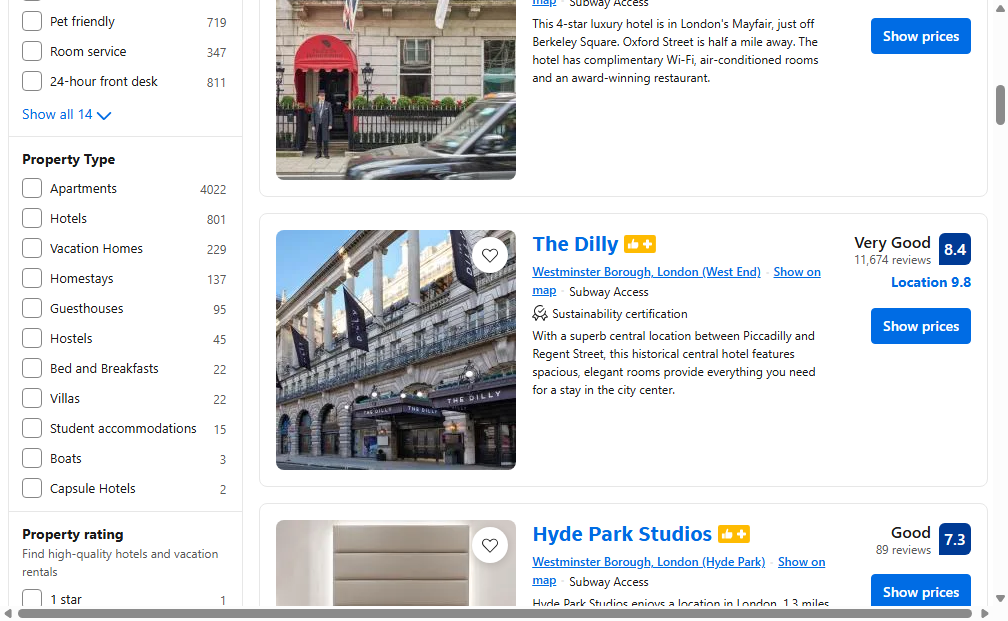 Pet friendly 719
Room service 347
24-hour front desk 811
Show all 14
Property Type
Apartments 4022
Hotels 801
Vacation Homes 229
Homestays 137
Guesthouses 95
Hostels 45
Bed and Breakfasts 22
Villas 22
Student accommodations 15
Boats 3
Capsule Hotels 2
Property rating
Find high-quality hotels and vacation
rentals
1 star 1
map · Subway Access
This 4-star luxury hotel is in London's Mayfair, just off
Berkeley Square. Oxford Street is half a mile away. The
hotel has complimentary Wi-Fi, air-conditioned rooms
and an award-winning restaurant.
Show prices
DILLY
DILLY
THE DILLY
THE DILLY
THE DILLY
The Dilly
Westminster Borough, London (West End) · Show on
map · Subway Access
Sustainability certification
With a superb central location between Piccadilly and
Regent Street, this historical central hotel features
spacious, elegant rooms provide everything you need
for a stay in the city center.
Very Good 8.4
11,674 reviews
Location 9.8
Show prices
Hyde Park Studios
Westminster Borough, London (Hyde Park) · Show on
map · Subway Access
Hyde Park Studios enjoys a location in London, 1.3 miles
Good 7.3
89 reviews
Show prices